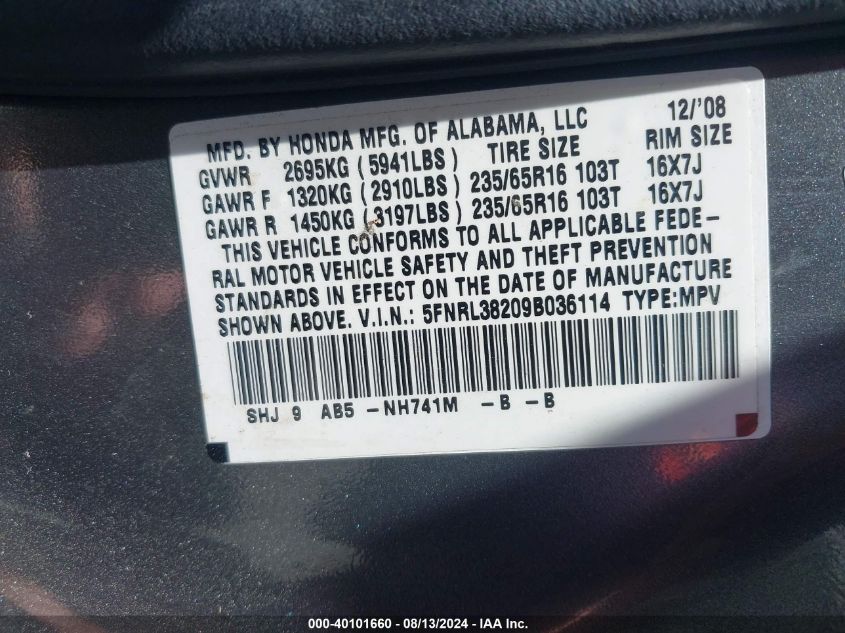 MFD. BY HONDA MFG. OF ALABAMA, LLC 12/'08
GVWR 2695KG (5941LBS) TIRE SIZE RIM SIZE
GAWR F 1320KG (2910LBS) 235/65R16 103T 16X7J
GAWR R 1450KG (3197LBS) 235/65R16 103T 16X7J
THIS VEHICLE CONFORMS TO ALL APPLICABLE FEDE-
RAL MOTOR VEHICLE SAFETY AND THEFT PREVENTION
STANDARDS IN EFFECT ON THE DATE OF MANUFACTURE
SHOWN ABOVE. V.I.N.: 5FNRL38209B036114 TYPE:MPV
SHJ 9 AB5 -NH741M -B -B
000-40101660 - 08/13/2024 - IAA Inc.